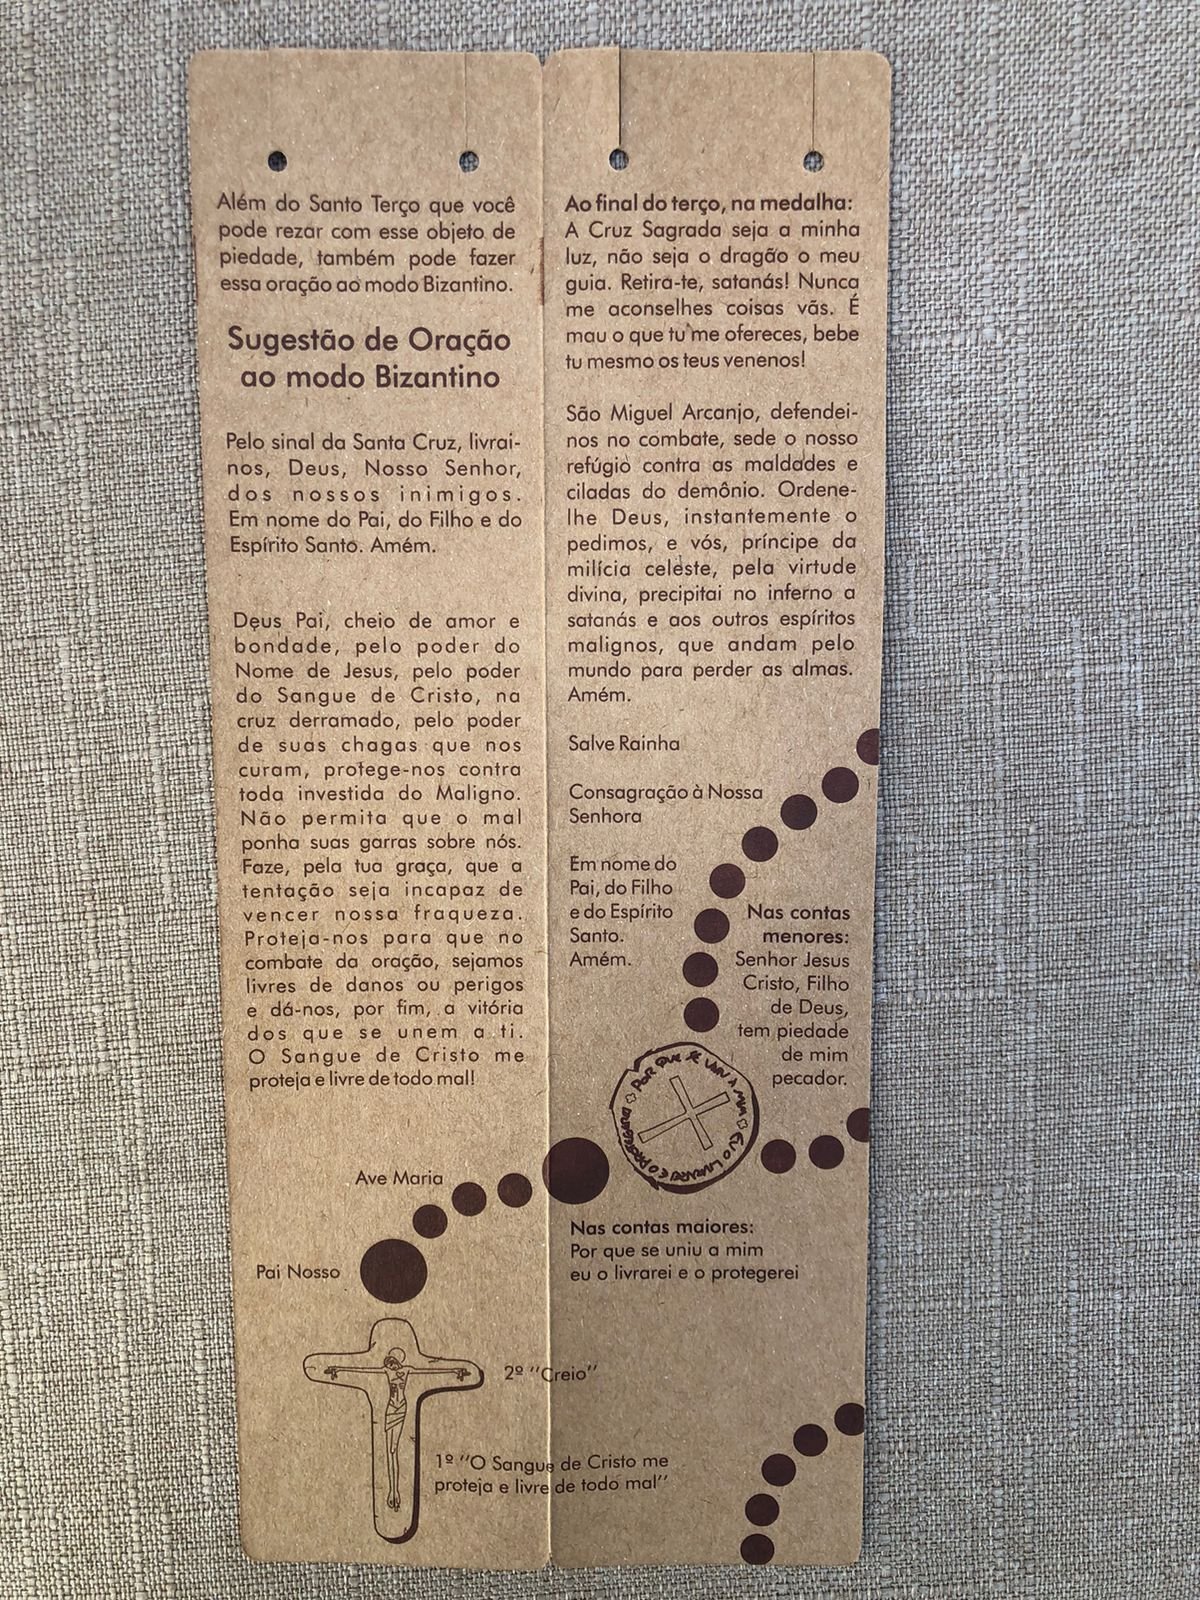 Além do Santo Terço que você
pode rezar com esse objeto de
piedade, também pode fazer
essa oração ao modo Bizantino.
Sugestão de Oração
ao modo Bizantino
Pelo sinal da Santa Cruz, livrai-
nos, Deus, Nosso Senhor,
dos nossos inimigos.
Em nome do Pai, do Filho e do
Espírito Santo. Amém.
Deus Pai, cheio de amor e
bondade, pelo poder do
Nome de Jesus, pelo poder
do Sangue de Cristo, na
cruz derramado, pelo poder
de suas chagas que nos
curam, protege-nos contra
toda investida do Maligno.
Não permita que o mal
ponha suas garras sobre nós.
Faze, pela tua graça, que a
tentação seja incapaz de
vencer nossa fraqueza.
Proteja-nos para que no
combate da oração, sejamos
livres de danos ou perigos
e dá-nos, por fim, a vitória
dos que se unem a ti.
O Sangue de Cristo me
proteja e livre de todo mal!
Ave Maria
Pai Nosso
2º "Creio"
1º "O Sangue de Cristo me
proteja e livre de todo mal"
Ao final do terço, na medalha:
A Cruz Sagrada seja a minha
luz, não seja o dragão o meu
guia. Retira-te, satanás! Nunca
me aconselhes coisas vãs. É
mau o que tu me ofereces, bebe
tu mesmo os teus venenos!
São Miguel Arcanjo, defendei-
nos no combate, sede o nosso
refúgio contra as maldades e
ciladas do demônio. Ordene-
lhe Deus, instantemente o
pedimos, e vós, príncipe da
milícia celeste, pela virtude
divina, precipitai no inferno a
satanás e aos outros espíritos
malignos, que andam pelo
mundo para perder as almas.
Amém.
Salve Rainha
Consagração à Nossa
Senhora
Em nome do
Pai, do Filho
e do Espírito
Santo.
Amém.
Nas contas
menores:
Senhor Jesus
Cristo, Filho
de Deus,
tem piedade
de mim
pecador.
POR QUE SE UNIU A MIM
EU O LIVRAREI E O PROTEGEREI
Nas contas maiores:
Por que se uniu a mim
eu o livrarei e o protegerei